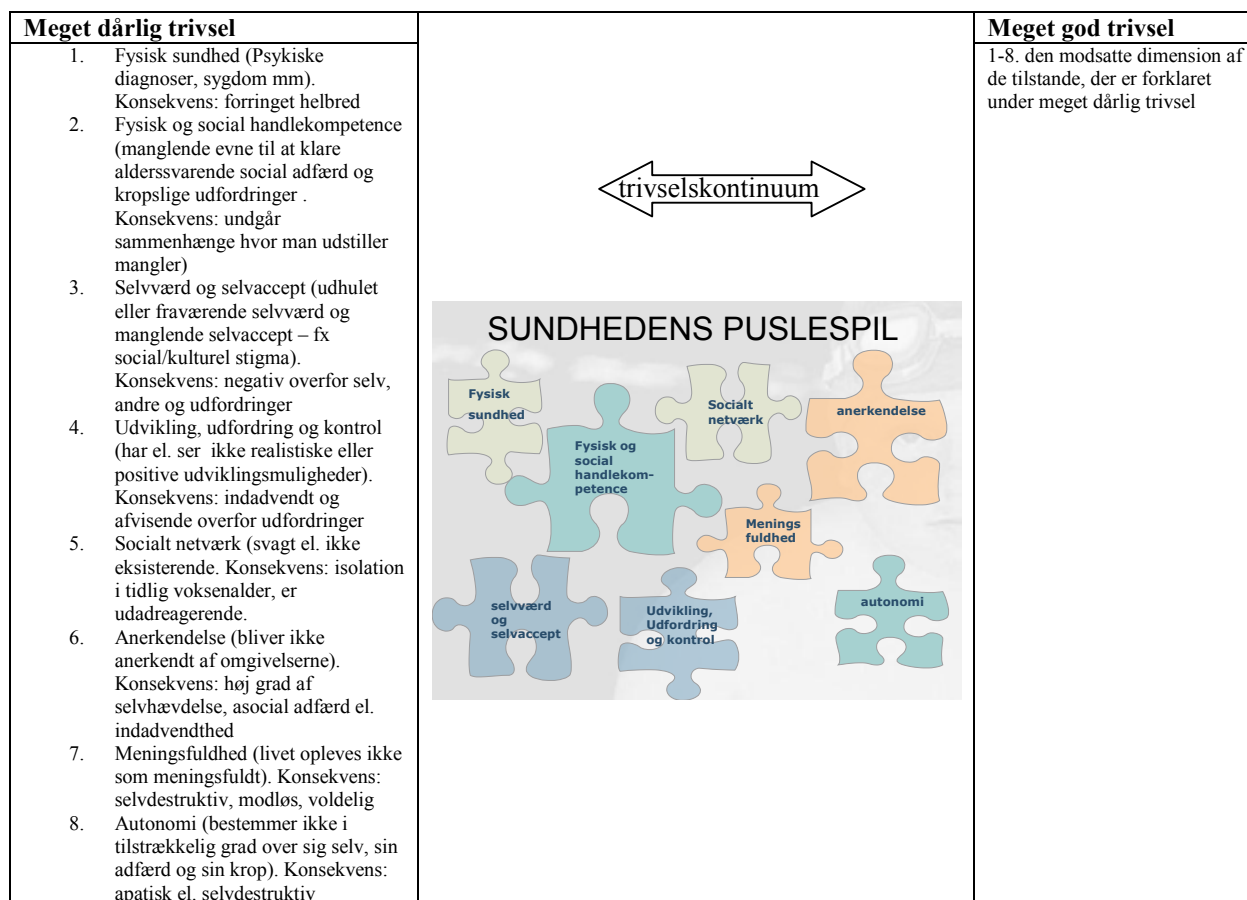 Meget dårlig trivsel
1. Fysisk sundhed (Psykiske
diagnoser, sygdom mm).
Konsekvens: forringet helbred
2. Fysisk og social handlekompetence
(manglende evne til at klare
alderssvarende social adfærd og
kropslige udfordringer .
Konsekvens: undgår
sammenhænge hvor man udstiller
mangler)
3. Selvværd og selvaccept (udhulet
eller fraværende selvværd og
manglende selvaccept – fx
social/kulturel stigma).
Konsekvens: negativ overfor selv,
andre og udfordringer
4. Udvikling, udfordring og kontrol
(har el. ser ikke realistiske eller
positive udviklingsmuligheder).
Konsekvens: indadvendt og
afvisende overfor udfordringer
5. Socialt netværk (svagt el. ikke
eksisterende. Konsekvens: isolation
i tidlig voksenalder, er
udadreagerende.
6. Anerkendelse (bliver ikke
anerkendt af omgivelserne).
Konsekvens: høj grad af
selvhævdelse, asocial adfærd el.
indadvendthed
7. Meningsfuldhed (livet opleves ikke
som meningsfuldt). Konsekvens:
selvdestruktiv, modløs, voldelig
8. Autonomi (bestemmer ikke i
tilstrækkelig grad over sig selv, sin
adfærd og sin krop). Konsekvens:
apatisk el. selvdestruktiv
trivselskontinuum
SUNDHEDENS PUSLESPIL
Fysisk
sundhed
Fysisk og
social
handlekom-
petence
Socialt
netværk
anerkendelse
Menings
fuldhed
selvværd
og
selvaccept
Udvikling,
Udfordring
og kontrol
autonomi
Meget god trivsel
1-8. den modsatte dimension af
de tilstande, der er forklaret
under meget dårlig trivsel